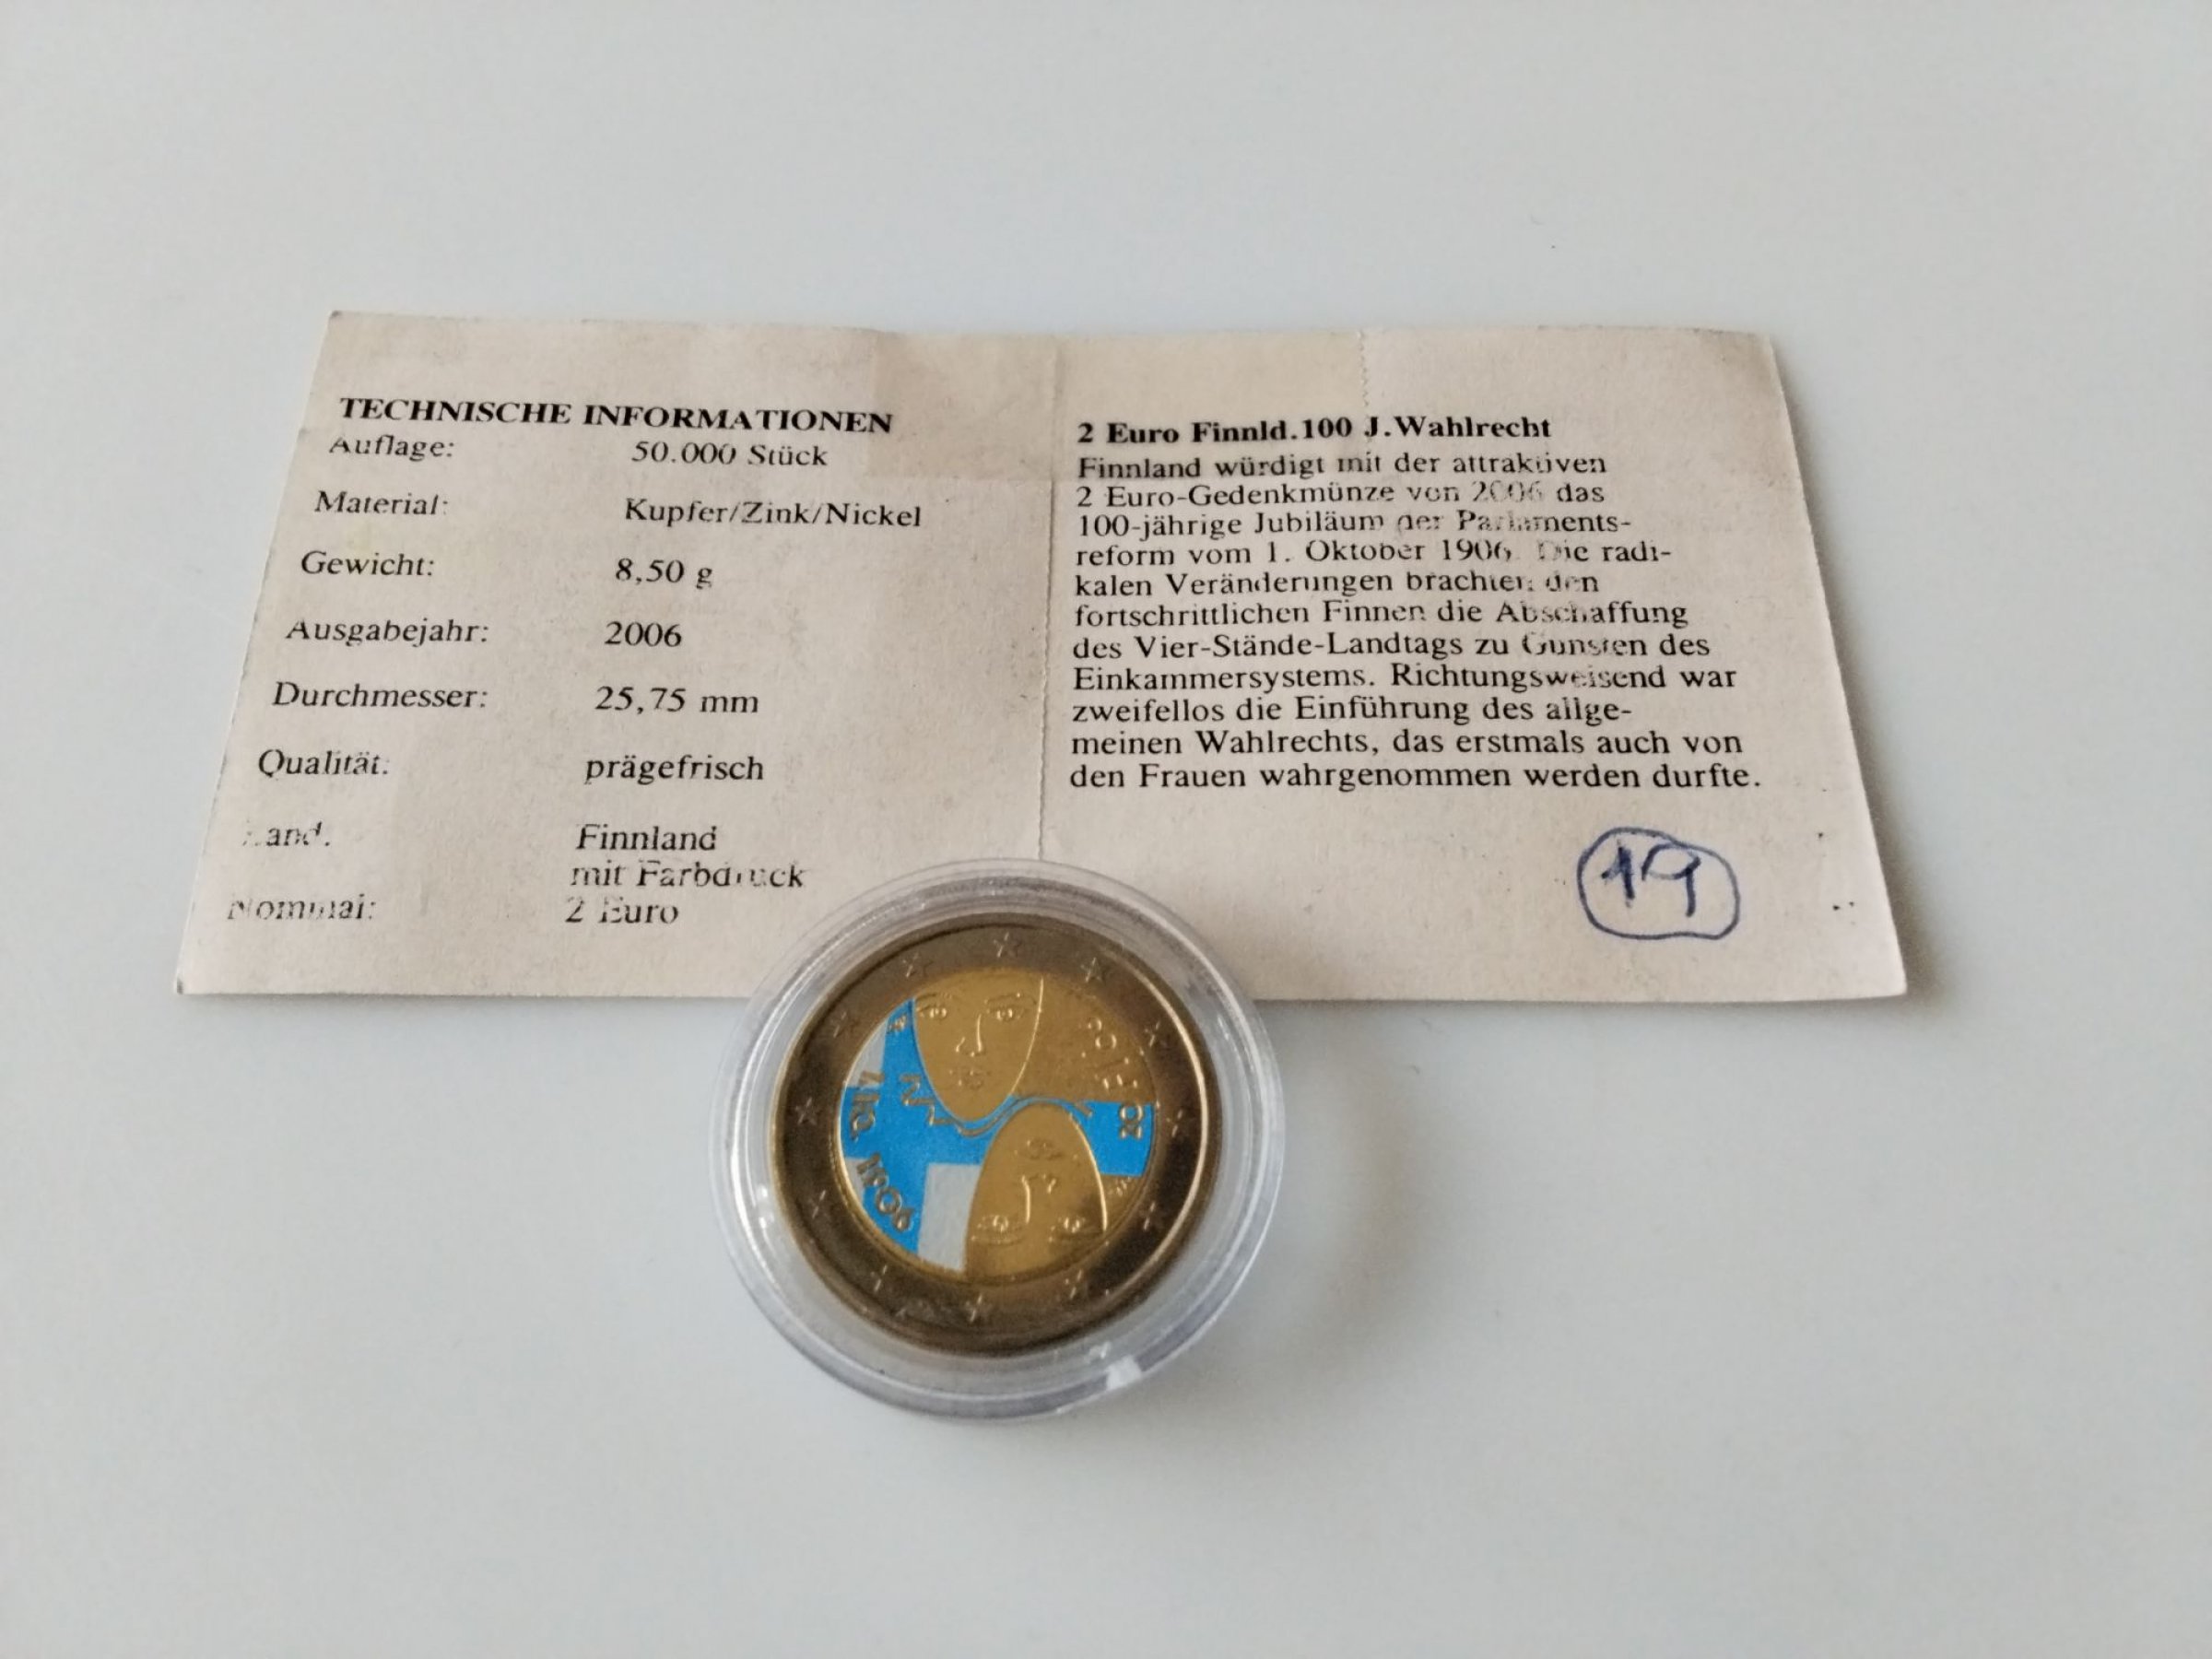 TECHNISCHE INFORMATIONEN
Auflage: 50.000 Stück
Material: Kupfer/Zink/Nickel
Gewicht: 8,50 g
Ausgabejahr: 2006
Durchmesser: 25,75 mm
Qualität: prägefrisch
Land: Finnland
mit Farbdruck
Nominal: 2 Euro
2 Euro Finnld.100 J.Wahlrecht
Finnland würdigt mit der attraktiven
2 Euro-Gedenkmünze von 2006 das
100-jährige Jubiläum der Parlaments-
reform vom 1. Oktober 1906. Die radi-
kalen Veränderungen brachten den
fortschrittlichen Finnen die Abschaffung
des Vier-Stände-Landtags zu Gunsten des
Einkammersystems. Richtungsweisend war
zweifellos die Einführung des allge-
meinen Wahlrechts, das erstmals auch von
den Frauen wahrgenommen werden durfte.
19
1906